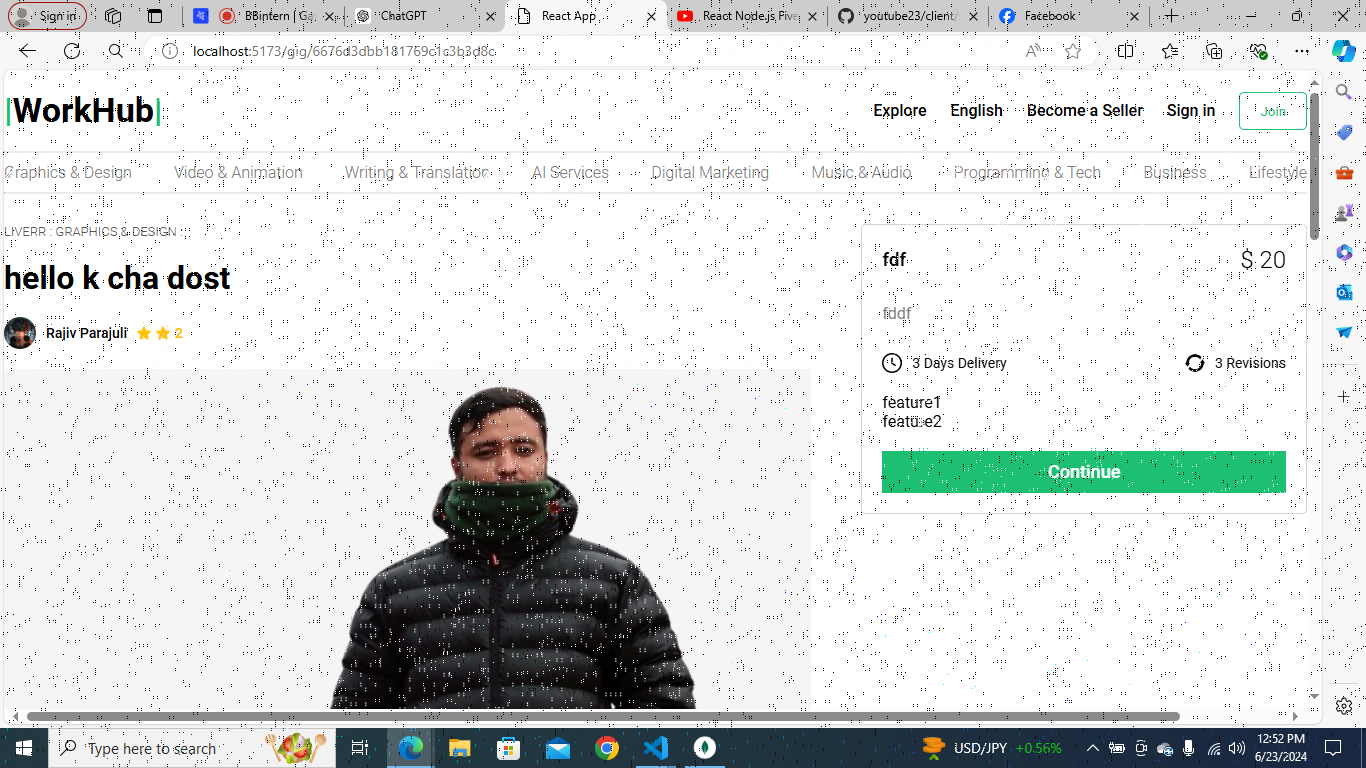 Sign in
BBintern | Ga
ChatGPT
React App
React Node.js Five
youtube23/client/
Facebook
localhost:5173/gig/6676d3dbb181769c1c3b3d8c
|WorkHub|
Explore English Become a Seller Sign in Join
Graphics & Design Video & Animation Writing & Translation AI Services Digital Marketing Music & Audio Programming & Tech Business Lifestyle
LIVERR : GRAPHICS & DESIGN
hello k cha dost
Rajiv Parajuli 2
fdf $ 20
fddf
3 Days Delivery 3 Revisions
feature1
feature2
Continue
Type here to search
USD/JPY +0.56%
12:52 PM
6/23/2024